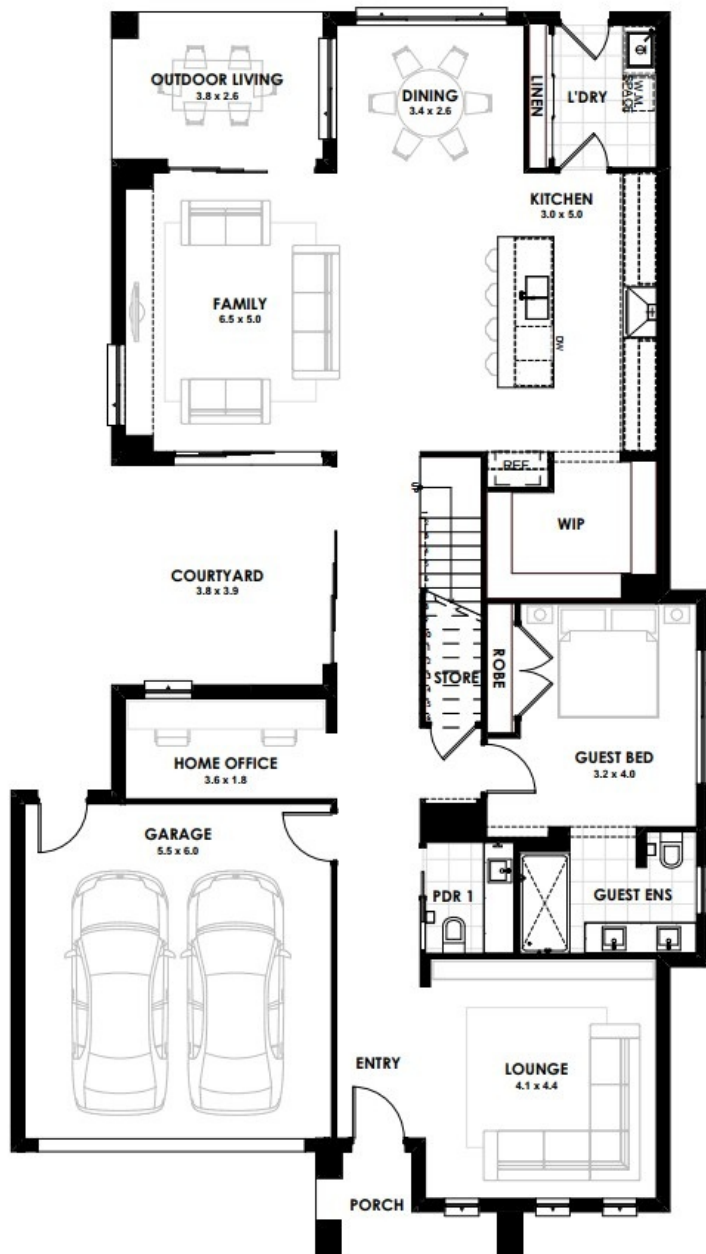 OUTDOOR LIVING
3.8 x 2.6
DINING
3.4 x 2.6
LINEN
L'DRY
W.M.
SPACE
KITCHEN
3.0 x 5.0
FAMILY
6.5 x 5.0
DW
REF
WIP
COURTYARD
3.8 x 3.9
STORE
ROBE
GUEST BED
3.2 x 4.0
HOME OFFICE
3.6 x 1.8
GARAGE
5.5 x 6.0
PDR 1
GUEST ENS
ENTRY
LOUNGE
4.1 x 4.4
PORCH